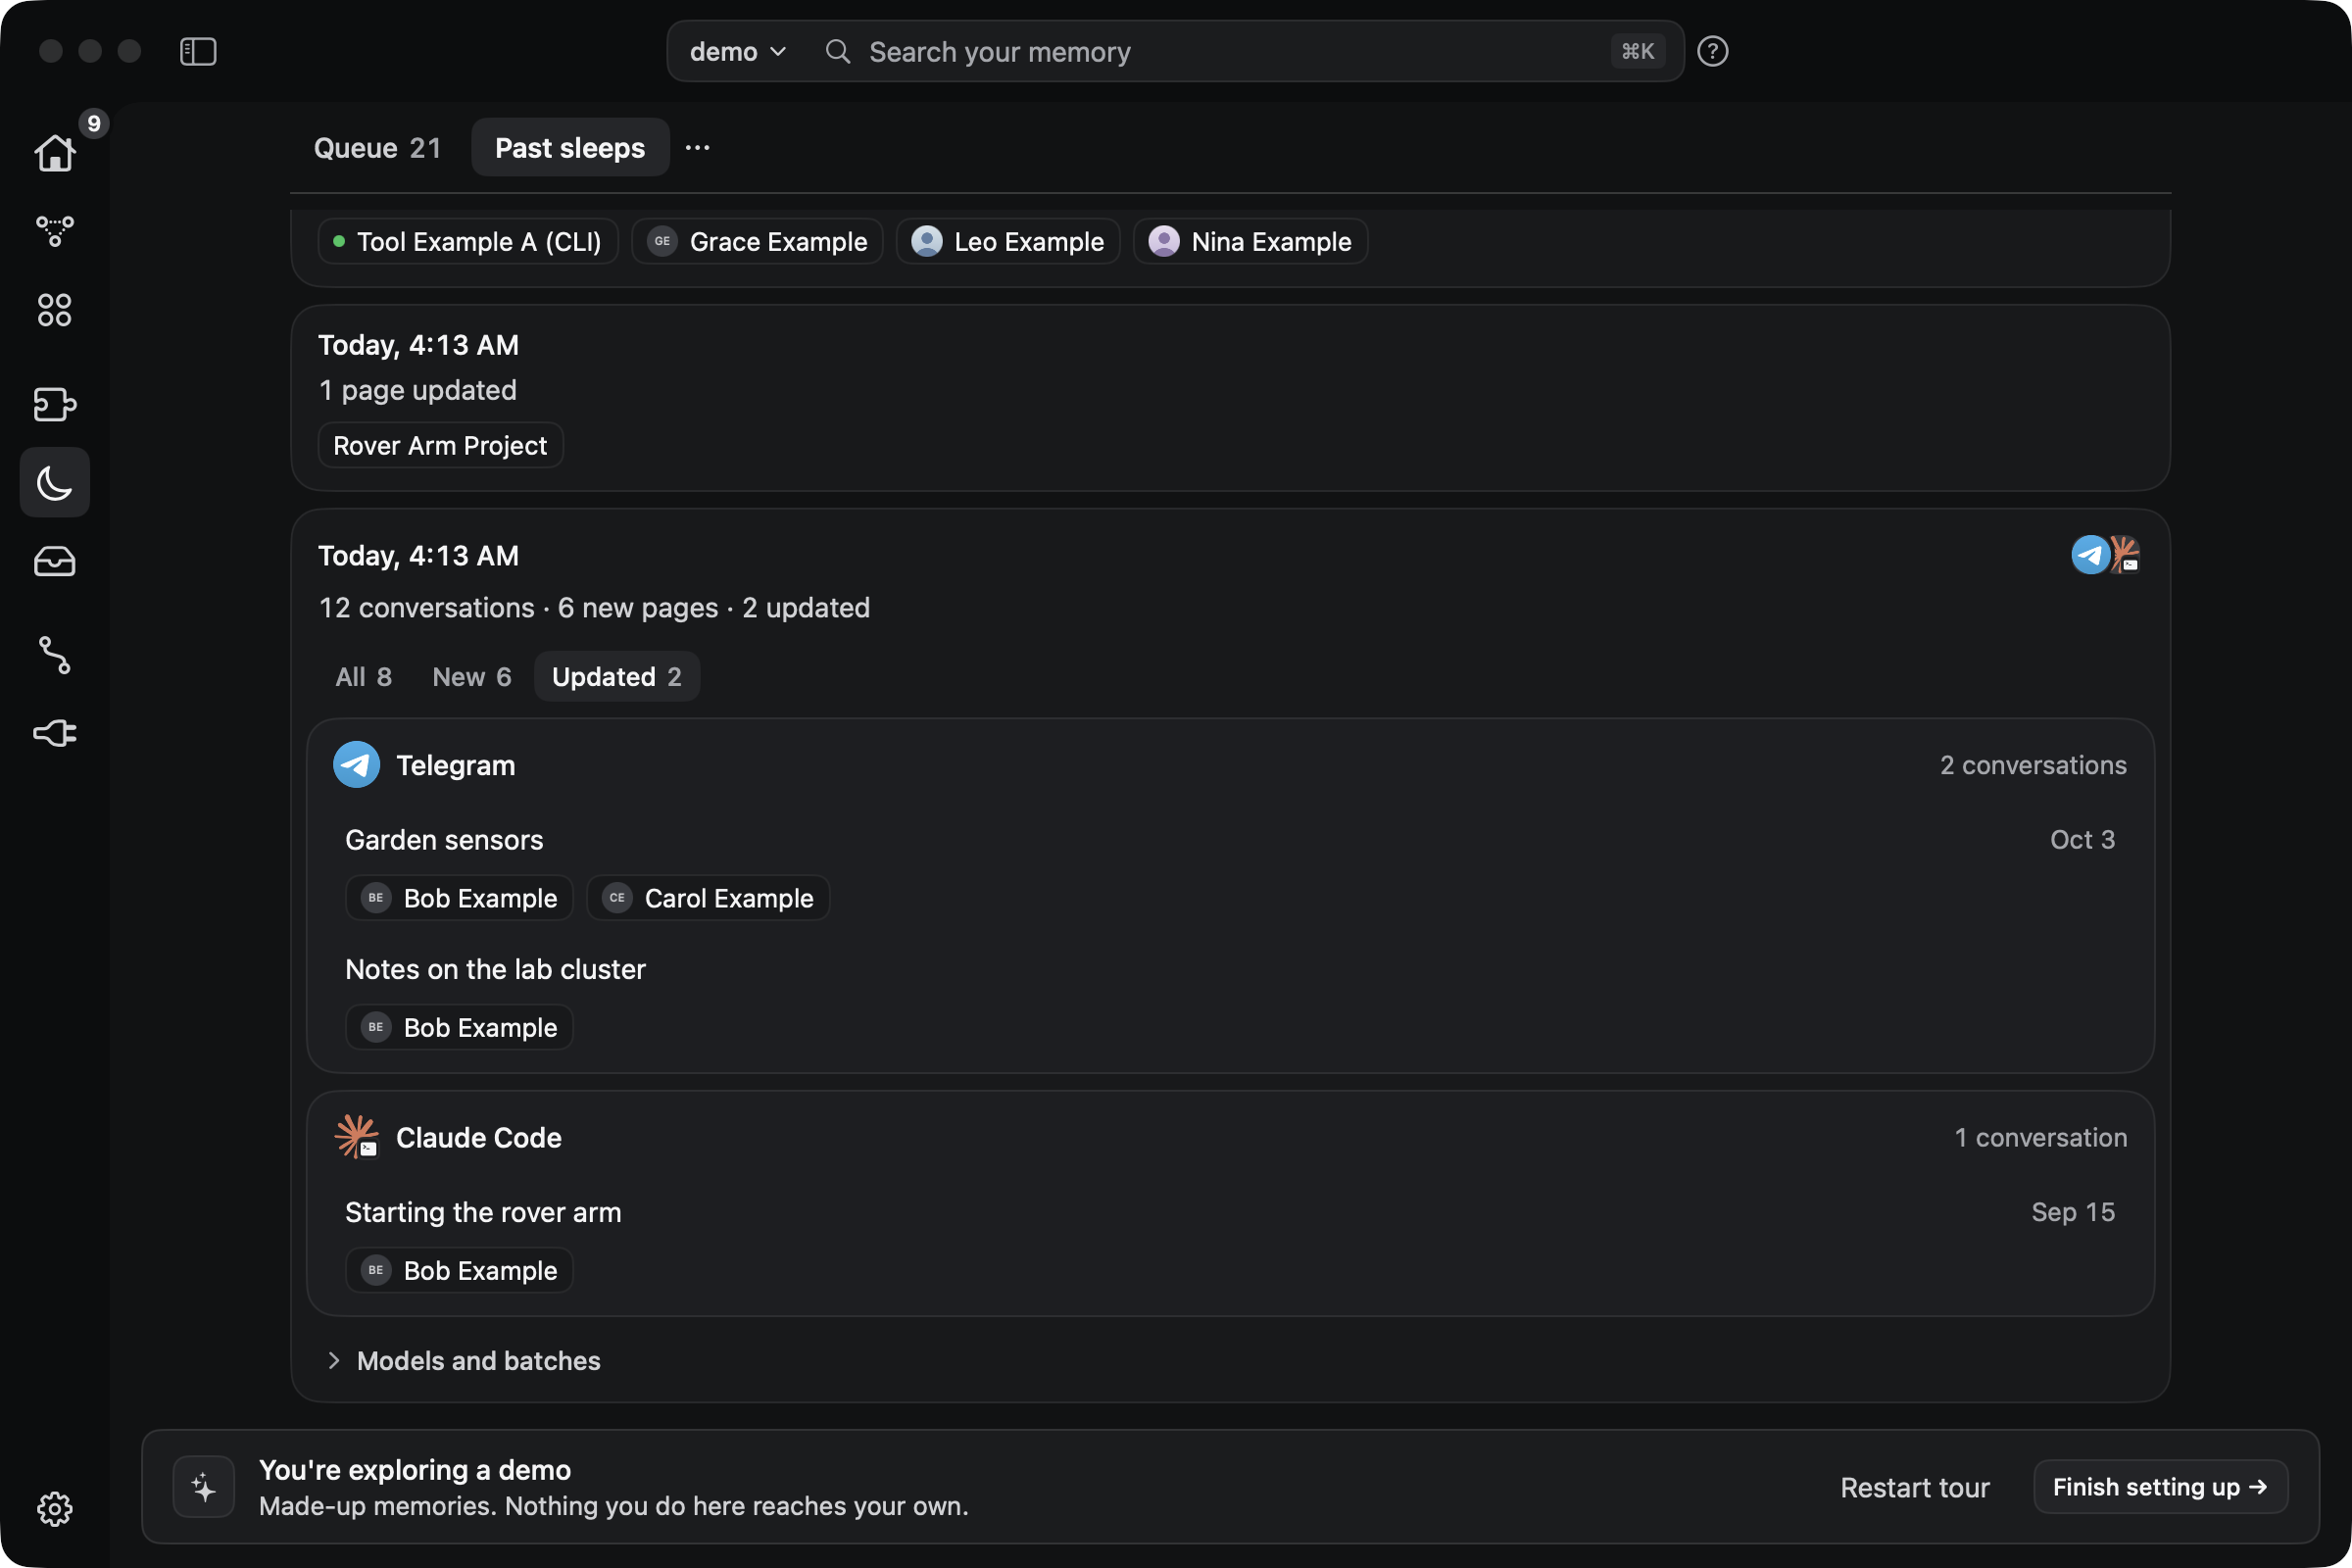 demo Search your memory ⌘K ?
9
Queue 21 Past sleeps ···
Tool Example A (CLI) GE Grace Example Leo Example Nina Example
Today, 4:13 AM
1 page updated
Rover Arm Project
Today, 4:13 AM
12 conversations · 6 new pages · 2 updated
All 8 New 6 Updated 2
Telegram 2 conversations
Garden sensors Oct 3
BE Bob Example CE Carol Example
Notes on the lab cluster
BE Bob Example
Claude Code 1 conversation
Starting the rover arm Sep 15
BE Bob Example
Models and batches
You're exploring a demo
Made-up memories. Nothing you do here reaches your own.
Restart tour Finish setting up →